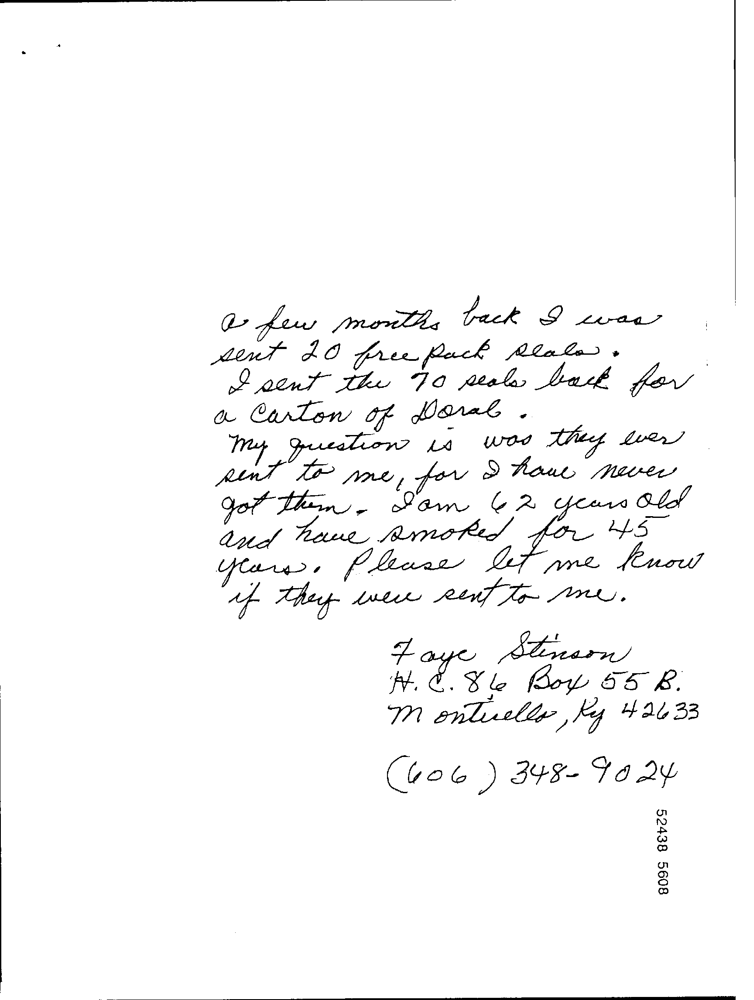 a few months back I was
sent 20 free pack seals.
I sent the 70 seals back for
a Carton of Doral.
My question is was they ever
sent to me, for I have never
got them. I am 62 years old
and have smoked for 45
years. Please let me know
if they were sent to me.
Faye Stinson
H.C. 86 Box 55 B.
Monticello, Ky 42633
(606) 348-9024
52438 5608